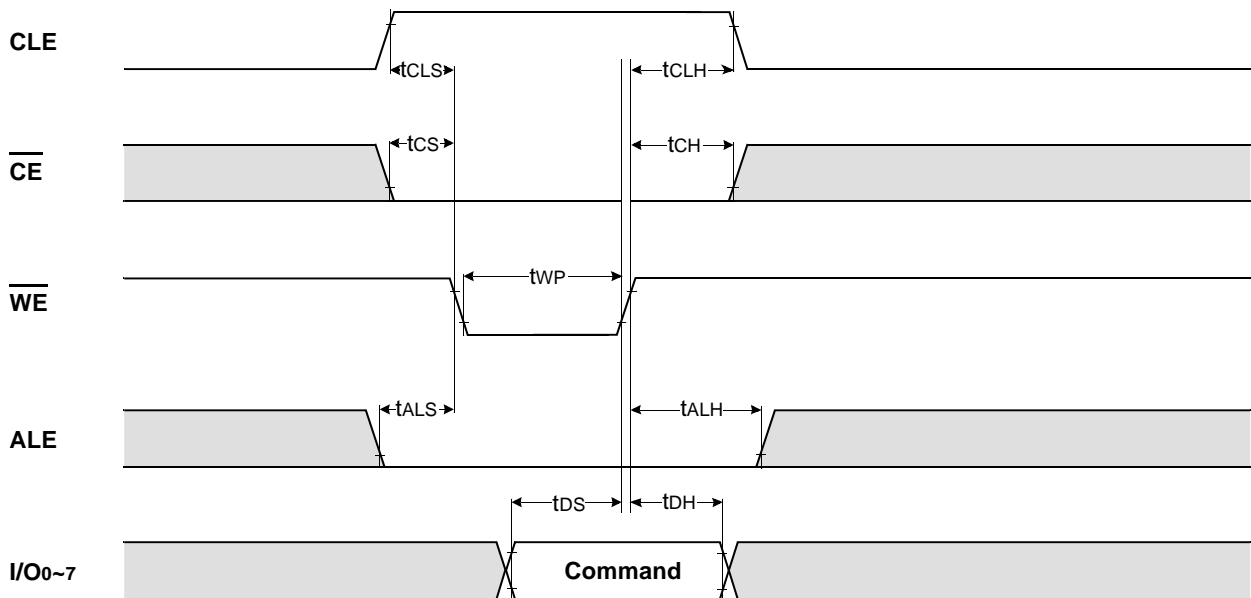 CLE
tCLS
tCLH
CE
tCS
tCH
WE
tWP
ALE
tALS
tALH
tDS
tDH
I/O0~7
Command